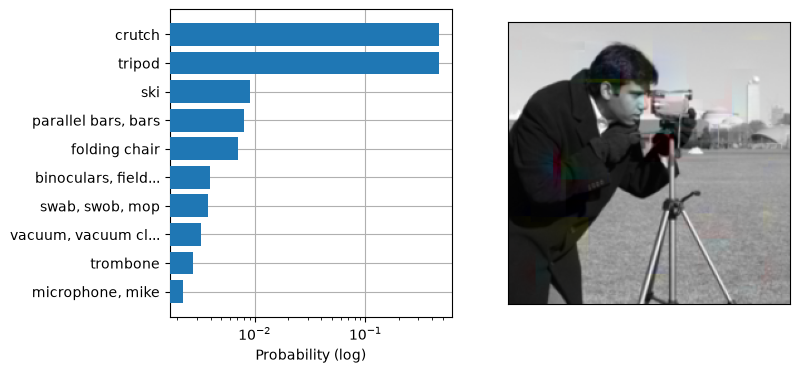 crutch
tripod
ski
parallel bars, bars
folding chair
binoculars, field...
swab, swob, mop
vacuum, vacuum cl...
trombone
microphone, mike
10⁻² 10⁻¹
Probability (log)